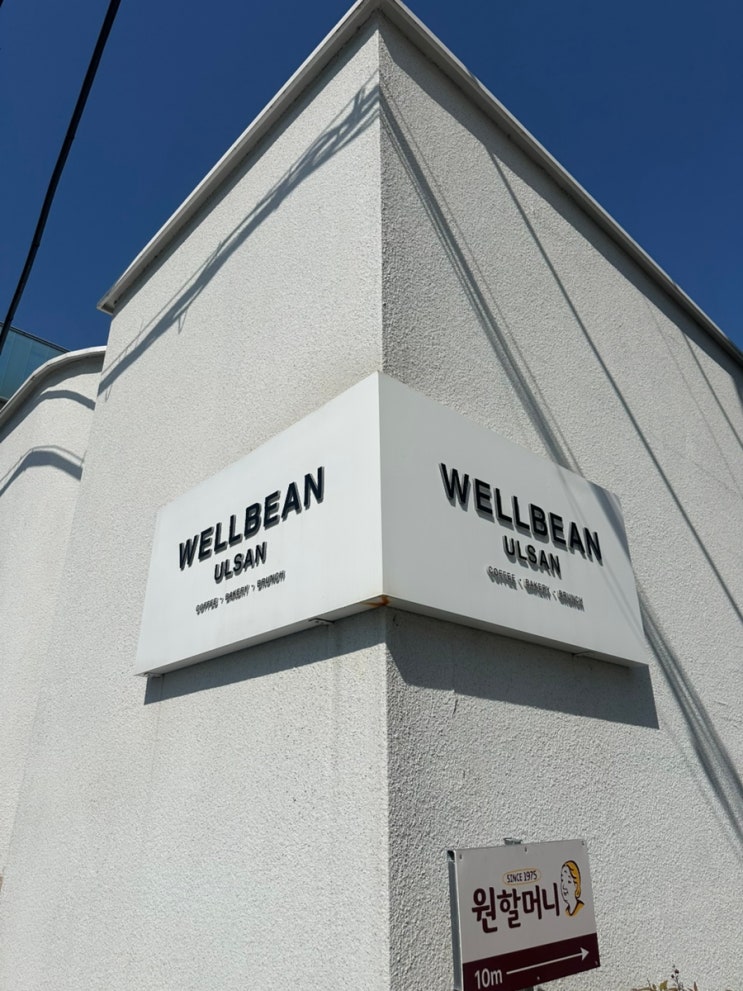 WELLBEAN
ULSAN
COFFEE > BAKERY > BRUNCH
WELLBEAN
ULSAN
COFFEE < BAKERY < BRUNCH
SINCE 1975
원할머니
10m